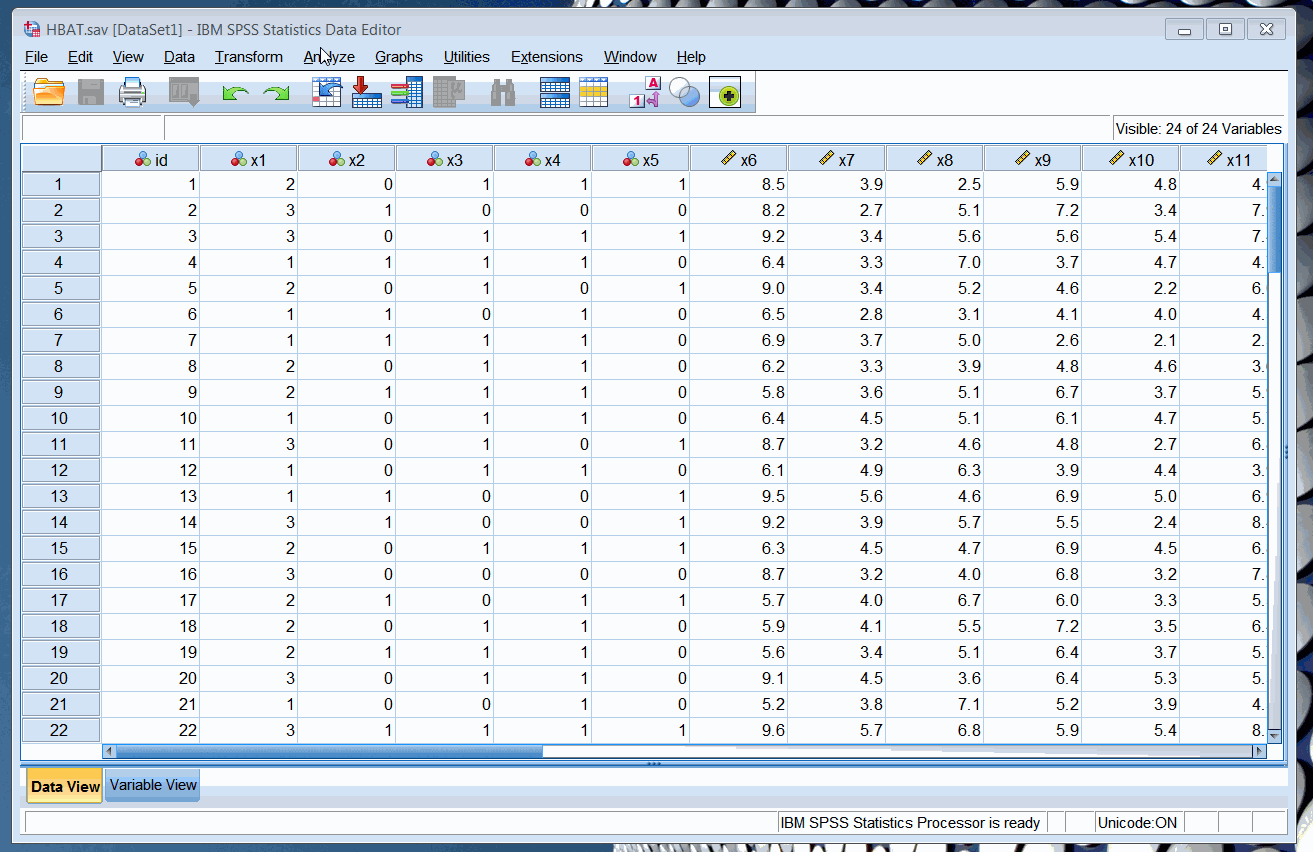 HBAT.sav [DataSet1] - IBM SPSS Statistics Data Editor
File Edit View Data Transform Analyze Graphs Utilities Extensions Window Help
A
1
Visible: 24 of 24 Variables
id x1 x2 x3 x4 x5 x6 x7 x8 x9 x10 x11
1 1 2 0 1 1 1 8.5 3.9 2.5 5.9 4.8 4.
2 2 3 1 0 0 0 8.2 2.7 5.1 7.2 3.4 7.
3 3 3 0 1 1 1 9.2 3.4 5.6 5.6 5.4 7.
4 4 1 1 1 1 0 6.4 3.3 7.0 3.7 4.7 4.
5 5 2 0 1 0 1 9.0 3.4 5.2 4.6 2.2 6.
6 6 1 1 0 1 0 6.5 2.8 3.1 4.1 4.0 4.
7 7 1 1 1 1 0 6.9 3.7 5.0 2.6 2.1 2.
8 8 2 0 1 1 0 6.2 3.3 3.9 4.8 4.6 3.
9 9 2 1 1 1 0 5.8 3.6 5.1 6.7 3.7 5.
10 10 1 0 1 1 0 6.4 4.5 5.1 6.1 4.7 5.
11 11 3 0 1 0 1 8.7 3.2 4.6 4.8 2.7 6.
12 12 1 0 1 1 0 6.1 4.9 6.3 3.9 4.4 3.
13 13 1 1 0 0 1 9.5 5.6 4.6 6.9 5.0 6.
14 14 3 1 0 0 1 9.2 3.9 5.7 5.5 2.4 8.
15 15 2 0 1 1 1 6.3 4.5 4.7 6.9 4.5 6.
16 16 3 0 0 0 0 8.7 3.2 4.0 6.8 3.2 7.
17 17 2 1 0 1 1 5.7 4.0 6.7 6.0 3.3 5.
18 18 2 0 1 1 0 5.9 4.1 5.5 7.2 3.5 6.
19 19 2 1 1 1 0 5.6 3.4 5.1 6.4 3.7 5.
20 20 3 0 1 1 0 9.1 4.5 3.6 6.4 5.3 5.
21 21 1 0 0 1 0 5.2 3.8 7.1 5.2 3.9 4.
22 22 3 1 1 1 1 9.6 5.7 6.8 5.9 5.4 8.
Data View Variable View
IBM SPSS Statistics Processor is ready Unicode:ON